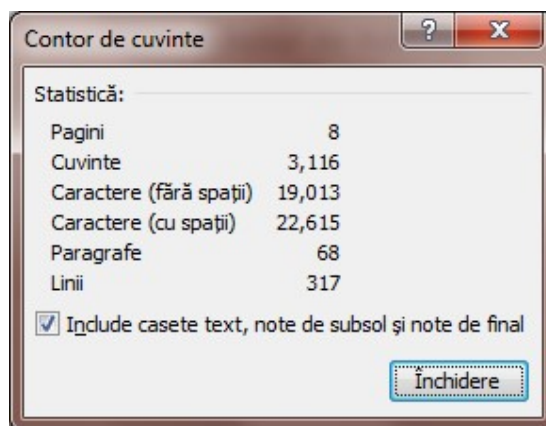 Contor de cuvinte
?
Statistică:
Pagini 8
Cuvinte 3,116
Caractere (fără spații) 19,013
Caractere (cu spații) 22,615
Paragrafe 68
Linii 317
Include casete text, note de subsol și note de final
Închidere